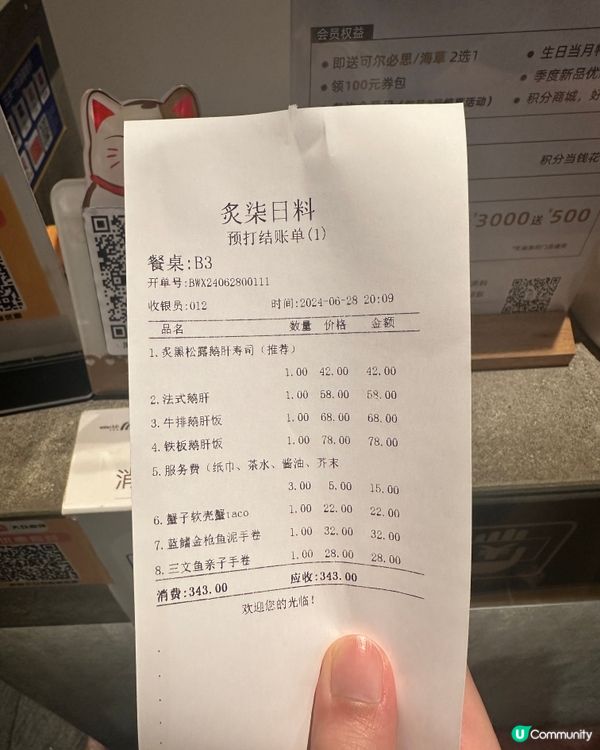 会员权益
即送可尔必思/海草 2选1
领100元券包
生日当月
季度新品优
积分商城，好
积分当钱花
3000送 500
炙柒日料
预打结账单(1)
餐桌:B3
开单号:BWX24062800111
收银员:012 时间:2024-06-28 20:09
品名 数量 价格 金额
1.炙黑松露鹅肝寿司（推荐）
1.00 42.00 42.00
2.法式鹅肝 1.00 58.00 58.00
3.牛排鹅肝饭 1.00 68.00 68.00
4.铁板鹅肝饭 1.00 78.00 78.00
5.服务费（纸巾、茶水、酱油、芥末
3.00 5.00 15.00
6.蟹子软壳蟹taco 1.00 22.00 22.00
7.蓝鳍金枪鱼泥手卷 1.00 32.00 32.00
8.三文鱼亲子手卷 1.00 28.00 28.00
消费:343.00 应收:343.00
欢迎您的光临!
消
U Community